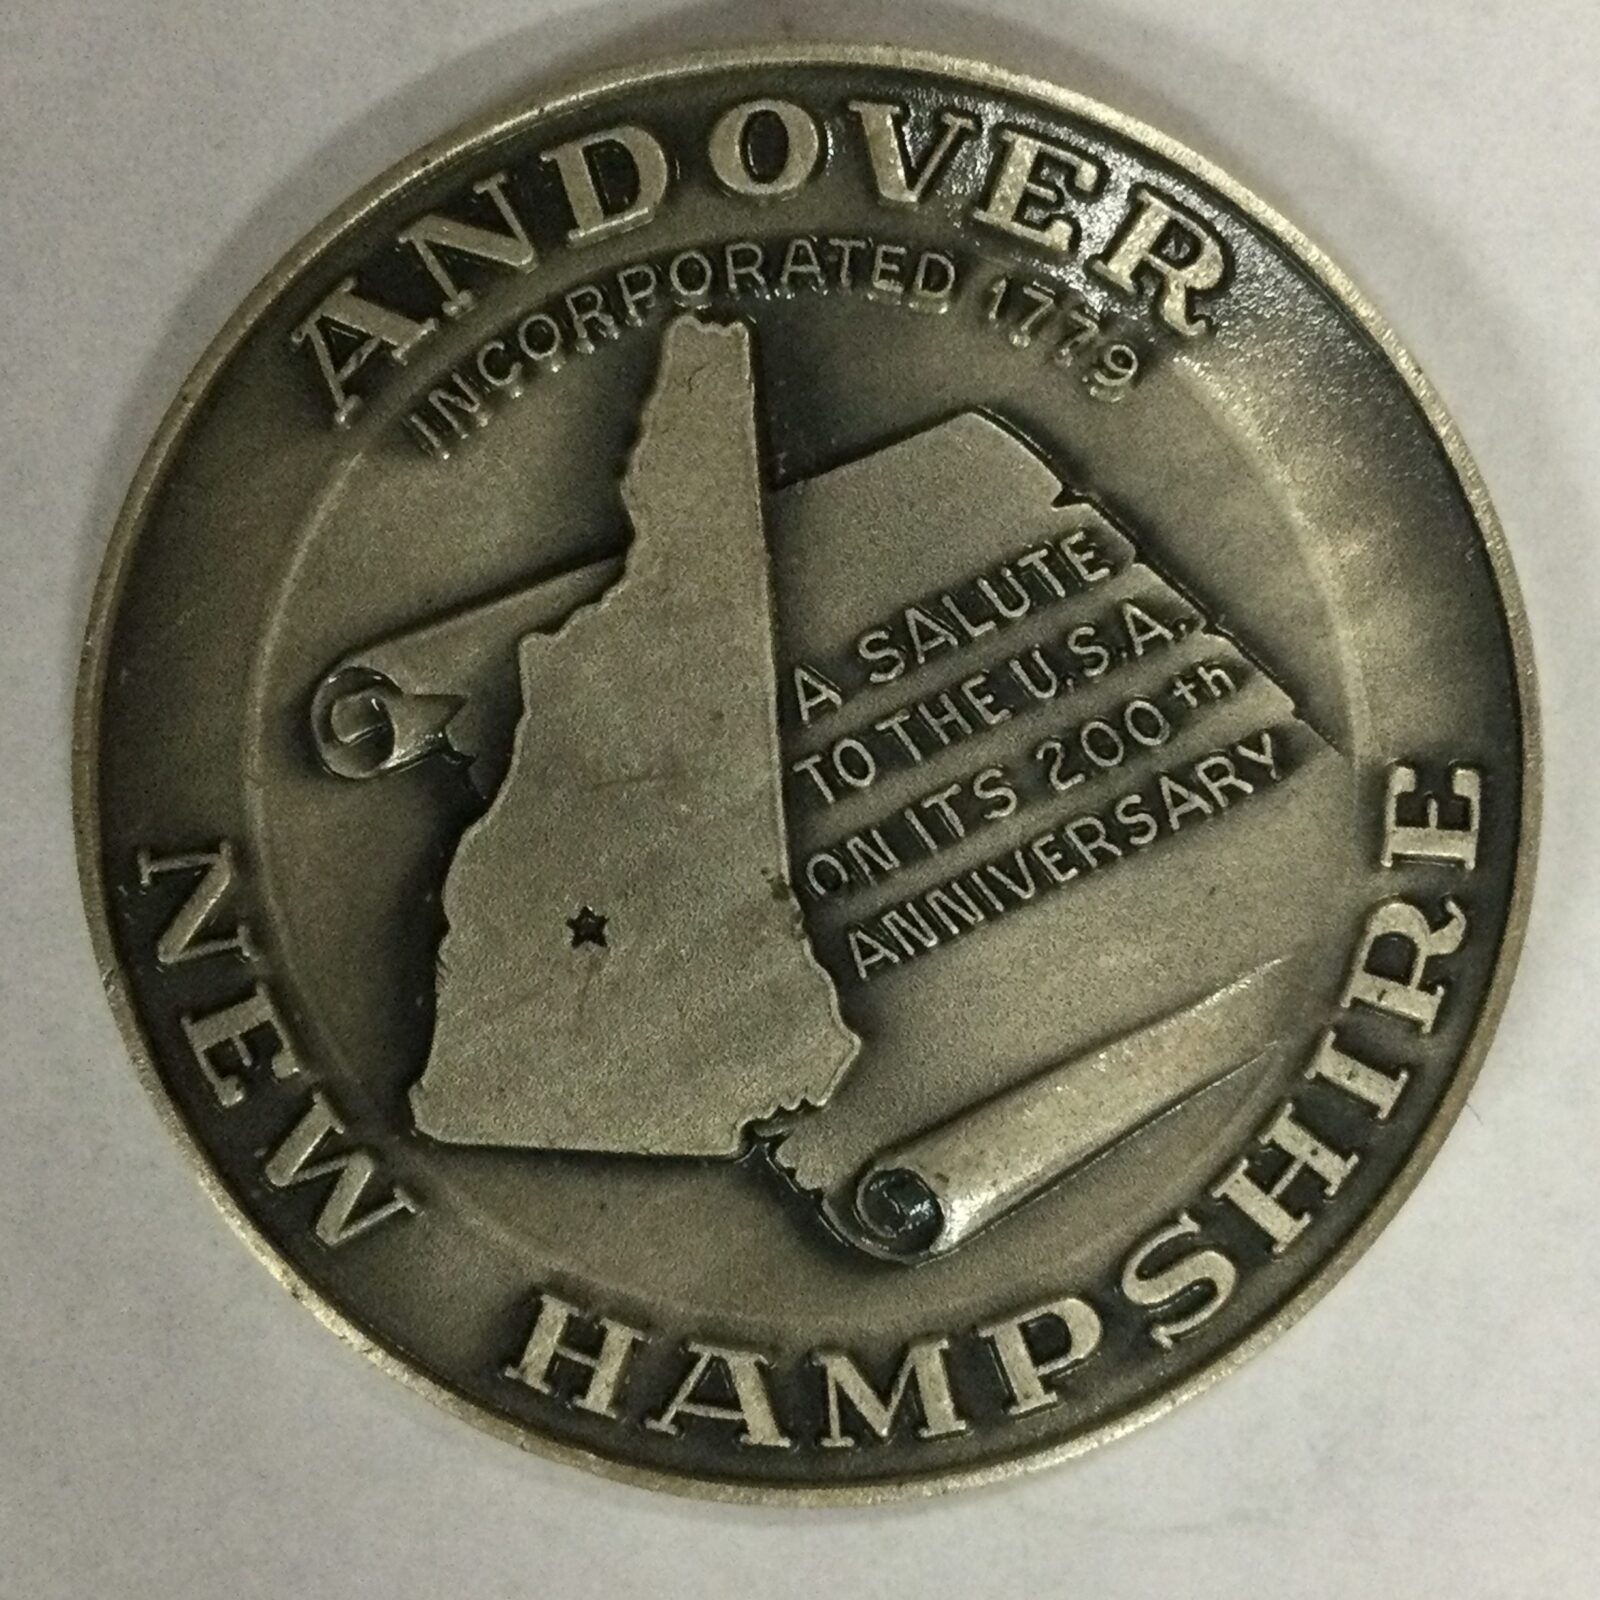 ANDOVER
INCORPORATED 1779
A SALUTE
TO THE U.S.A.
ON ITS 200th
ANNIVERSARY
NEW HAMPSHIRE